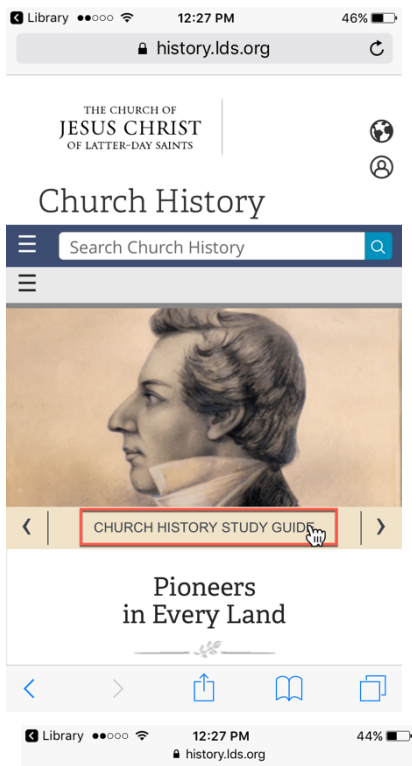 Library 12:27 PM 46%
history.lds.org
THE CHURCH OF
JESUS CHRIST
OF LATTER-DAY SAINTS
Church History
Search Church History
CHURCH HISTORY STUDY GUIDE
Pioneers
in Every Land
Library 12:27 PM 44%
history.lds.org